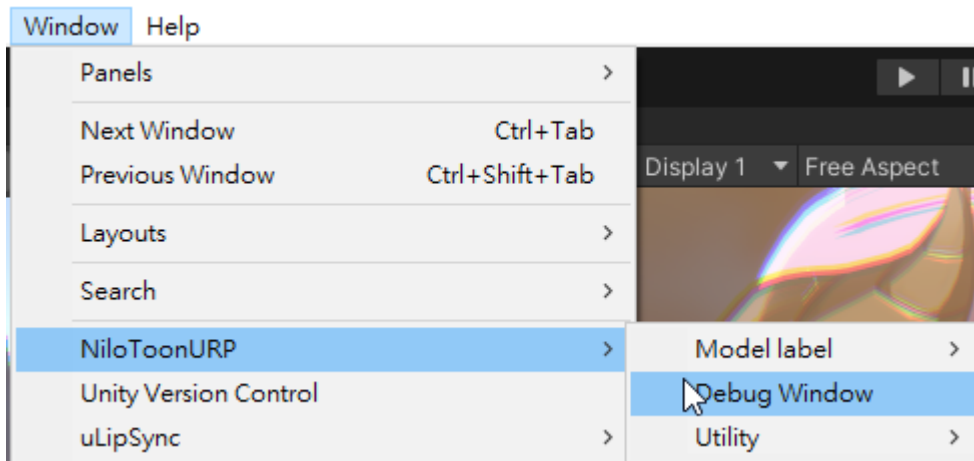 Window Help
Panels
Next Window Ctrl+Tab
Previous Window Ctrl+Shift+Tab
Display 1 Free Aspect
Layouts
Search
NiloToonURP
Model label
Unity Version Control
Debug Window
uLipSync
Utility